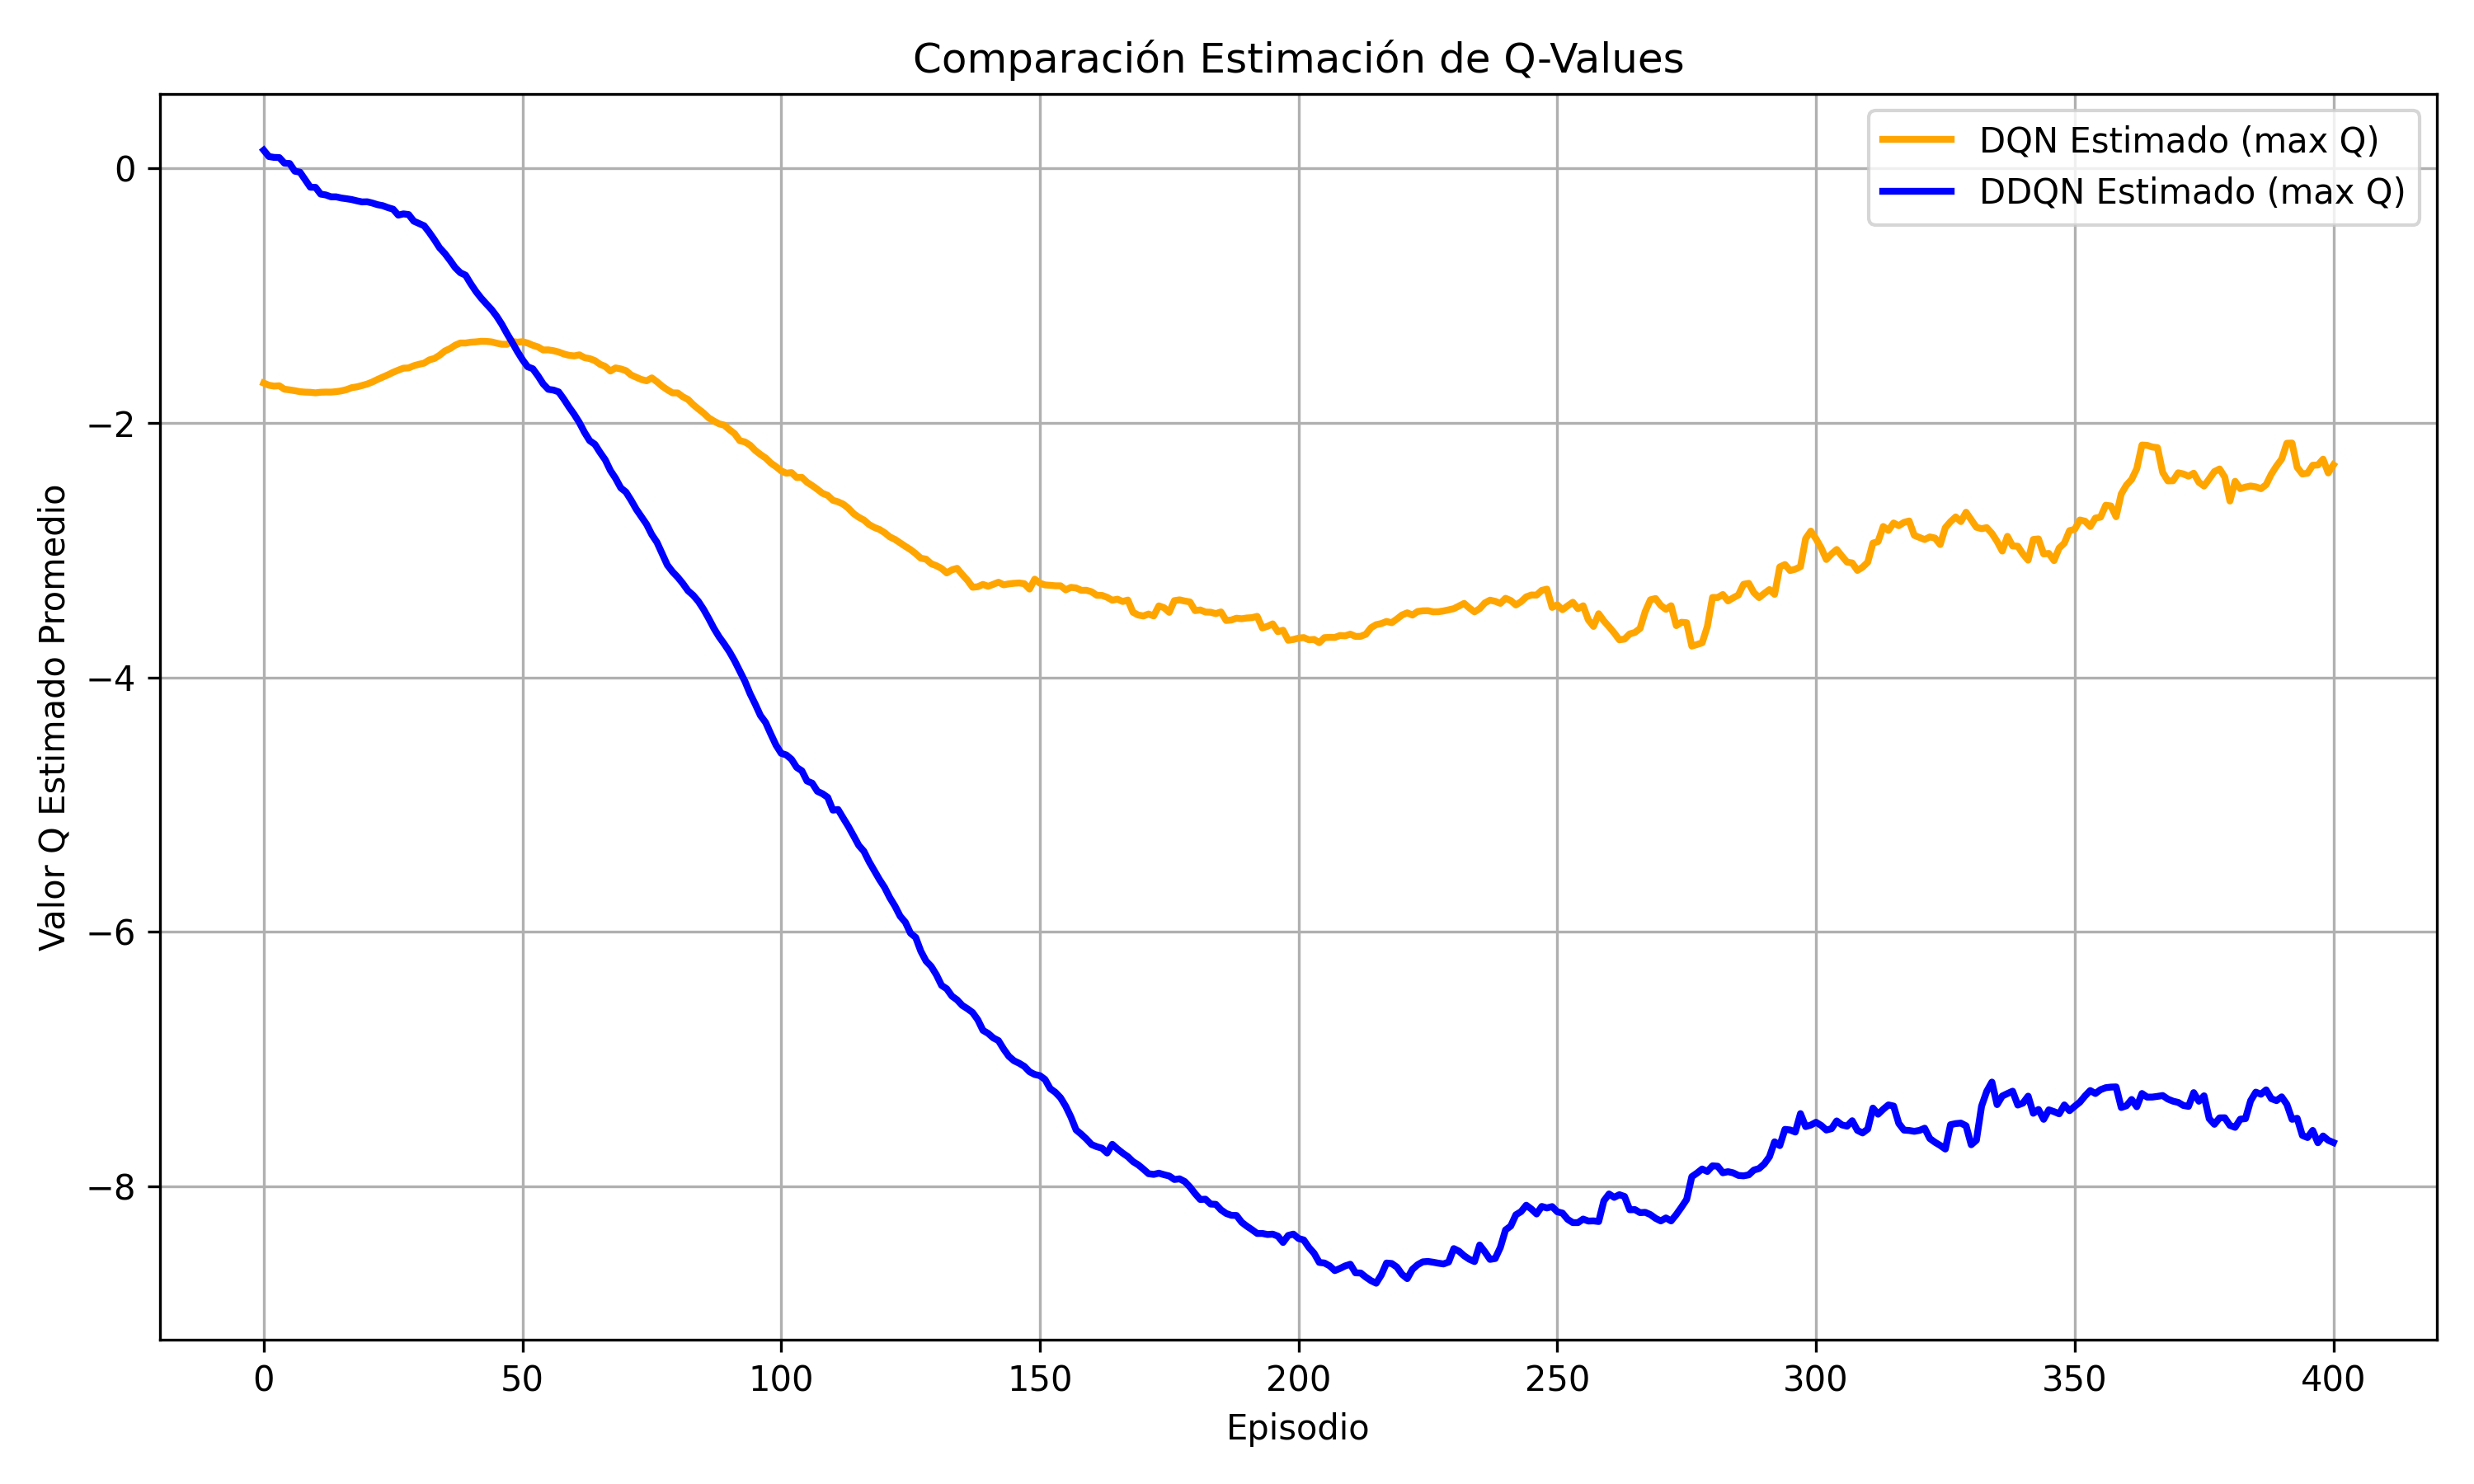 Comparación Estimación de Q-Values
DQN Estimado (max Q)
DDQN Estimado (max Q)
Valor Q Estimado Promedio
0
−2
−4
−6
−8
0 50 100 150 200 250 300 350 400
Episodio